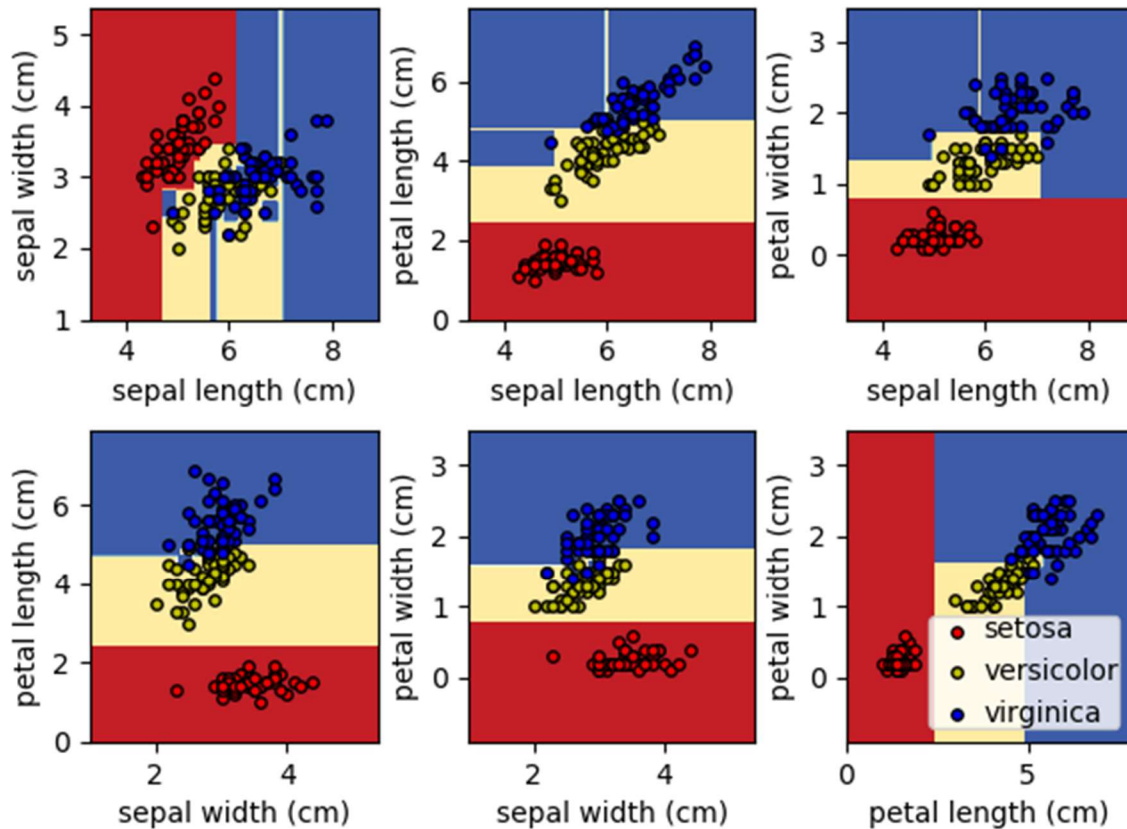 sepal width (cm)
5
4
3
2
1
4 6 8
sepal length (cm)
petal length (cm)
6
4
2
0
4 6 8
sepal length (cm)
petal width (cm)
3
2
1
0
4 6 8
sepal length (cm)
petal length (cm)
6
4
2
0
2 4
sepal width (cm)
petal width (cm)
3
2
1
0
2 4
sepal width (cm)
petal width (cm)
3
2
1
0
0 5
petal length (cm)
setosa
versicolor
virginica